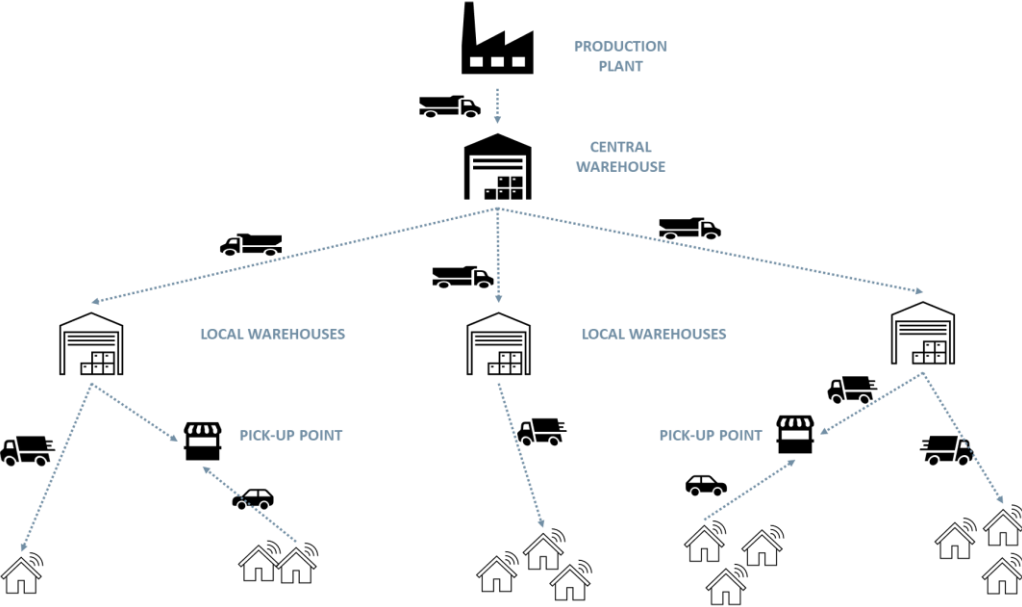 PRODUCTION
PLANT
CENTRAL
WAREHOUSE
LOCAL WAREHOUSES
LOCAL WAREHOUSES
PICK-UP POINT
PICK-UP POINT